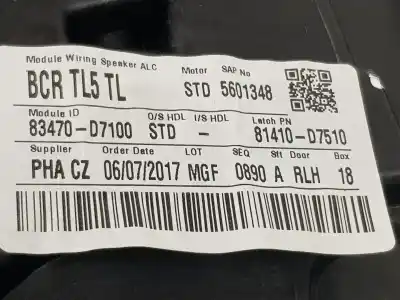 Module Wiring Speaker ALC Motor SAP No
BCR TL5 TL STD 5601348
Module ID O/S HDL I/S HDL Latch PN
83470-D7100 STD - 81410-D7510
Supplier Order Date LOT SEQ Sft Door Box
PHA CZ 06/07/2017 MGF 0890 A RLH 18